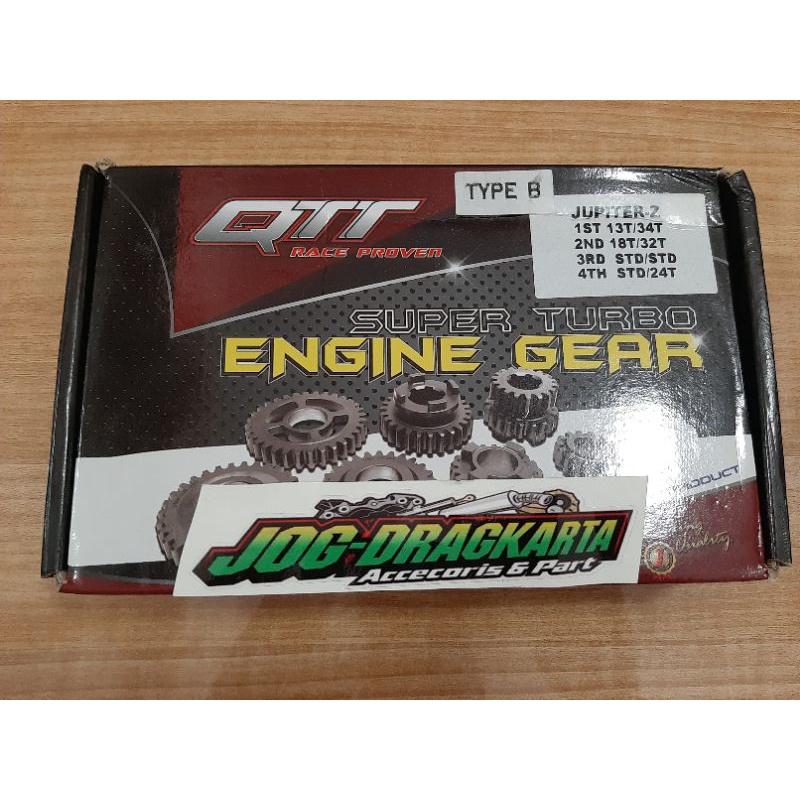 QTT
RACE PROVEN
TYPE B
JUPITER-Z
1ST 13T/34T
2ND 18T/32T
3RD STD/STD
4TH STD/24T
SUPER TURBO
ENGINE GEAR
JOG-DRAGKARTA
Accecoris & Part
Quality